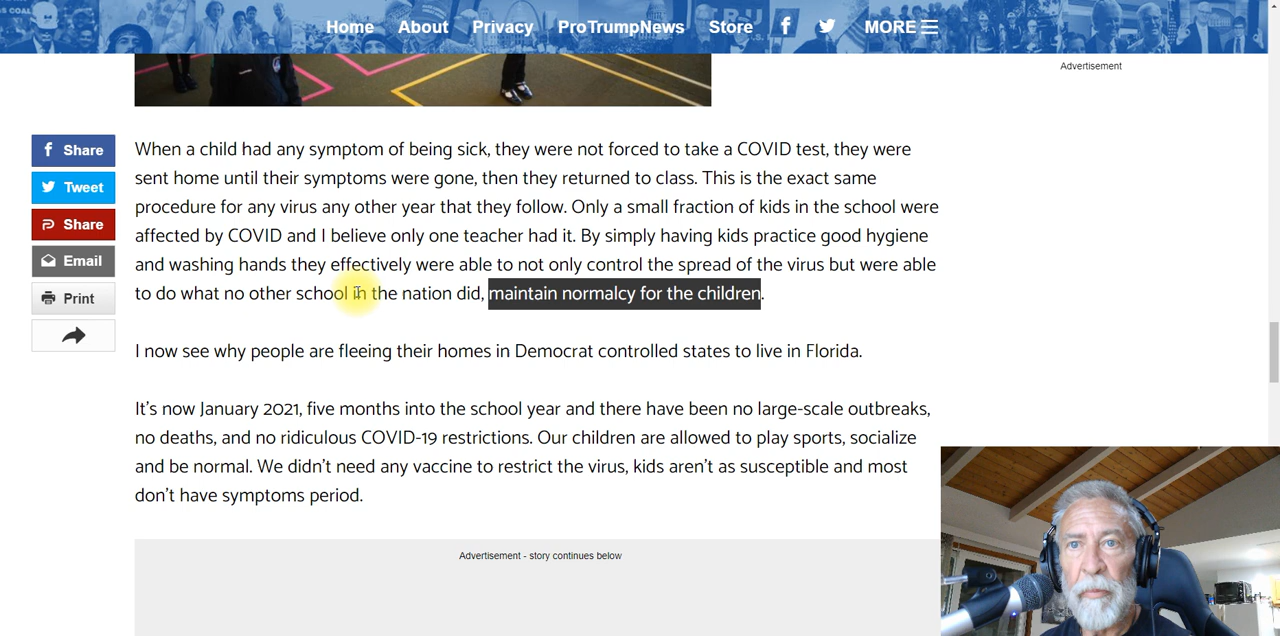 Home About Privacy ProTrumpNews Store MORE
Advertisement
When a child had any symptom of being sick, they were not forced to take a COVID test, they were
sent home until their symptoms were gone, then they returned to class. This is the exact same
procedure for any virus any other year that they follow. Only a small fraction of kids in the school were
affected by COVID and I believe only one teacher had it. By simply having kids practice good hygiene
and washing hands they effectively were able to not only control the spread of the virus but were able
to do what no other school in the nation did, maintain normalcy for the children.
I now see why people are fleeing their homes in Democrat controlled states to live in Florida.
It's now January 2021, five months into the school year and there have been no large-scale outbreaks,
no deaths, and no ridiculous COVID-19 restrictions. Our children are allowed to play sports, socialize
and be normal. We didn't need any vaccine to restrict the virus, kids aren't as susceptible and most
don't have symptoms period.
Advertisement - story continues below
Share
Tweet
Share
Email
Print